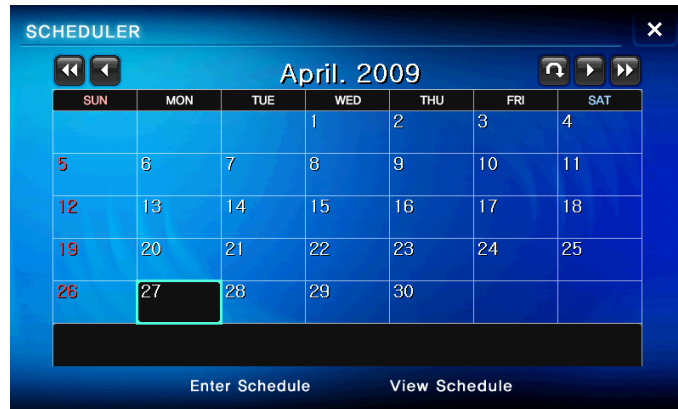 SCHEDULER
April. 2009
SUN MON TUE WED THU FRI SAT
1 2 3 4
5 6 7 8 9 10 11
12 13 14 15 16 17 18
19 20 21 22 23 24 25
26 27 28 29 30
Enter Schedule View Schedule